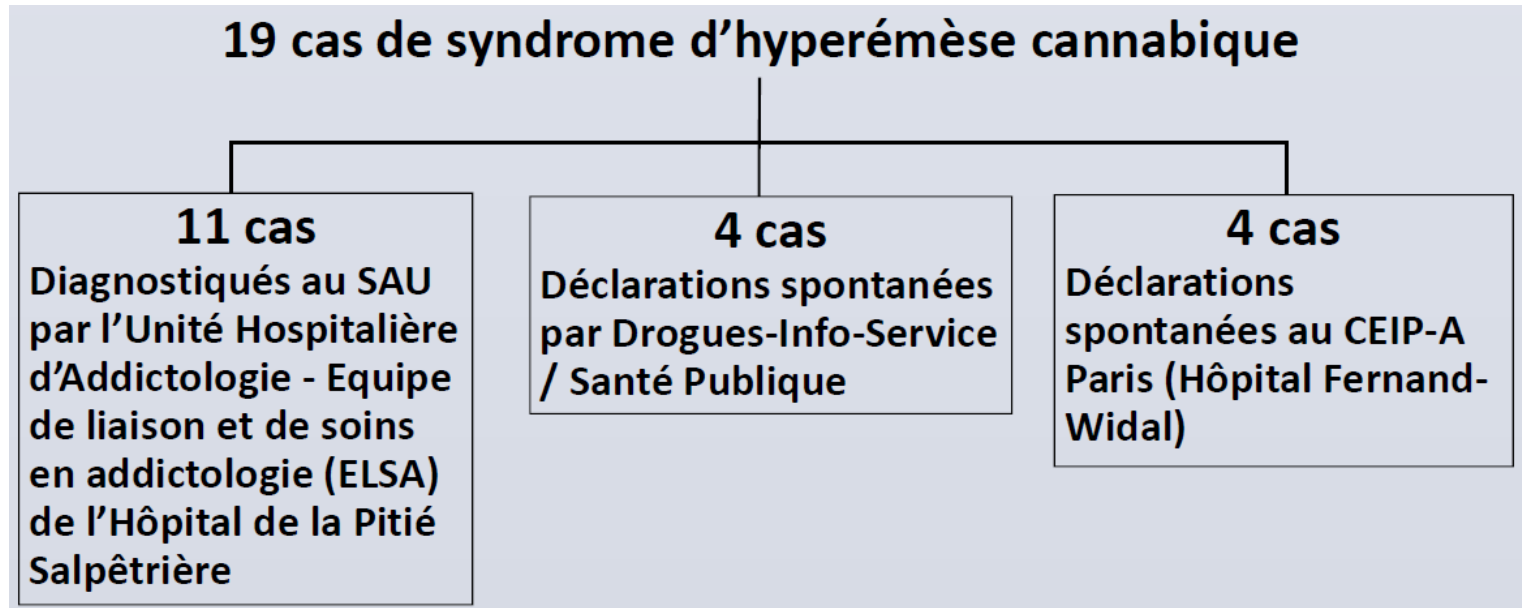 19 cas de syndrome d’hyperémèse cannabique
11 cas
Diagnostiqués au SAU
par l’Unité Hospitalière
d’Addictologie - Equipe
de liaison et de soins
en addictologie (ELSA)
de l’Hôpital de la Pitié
Salpêtrière
4 cas
Déclarations spontanées
par Drogues-Info-Service
/ Santé Publique
4 cas
Déclarations
spontanées au CEIP-A
Paris (Hôpital Fernand-
Widal)